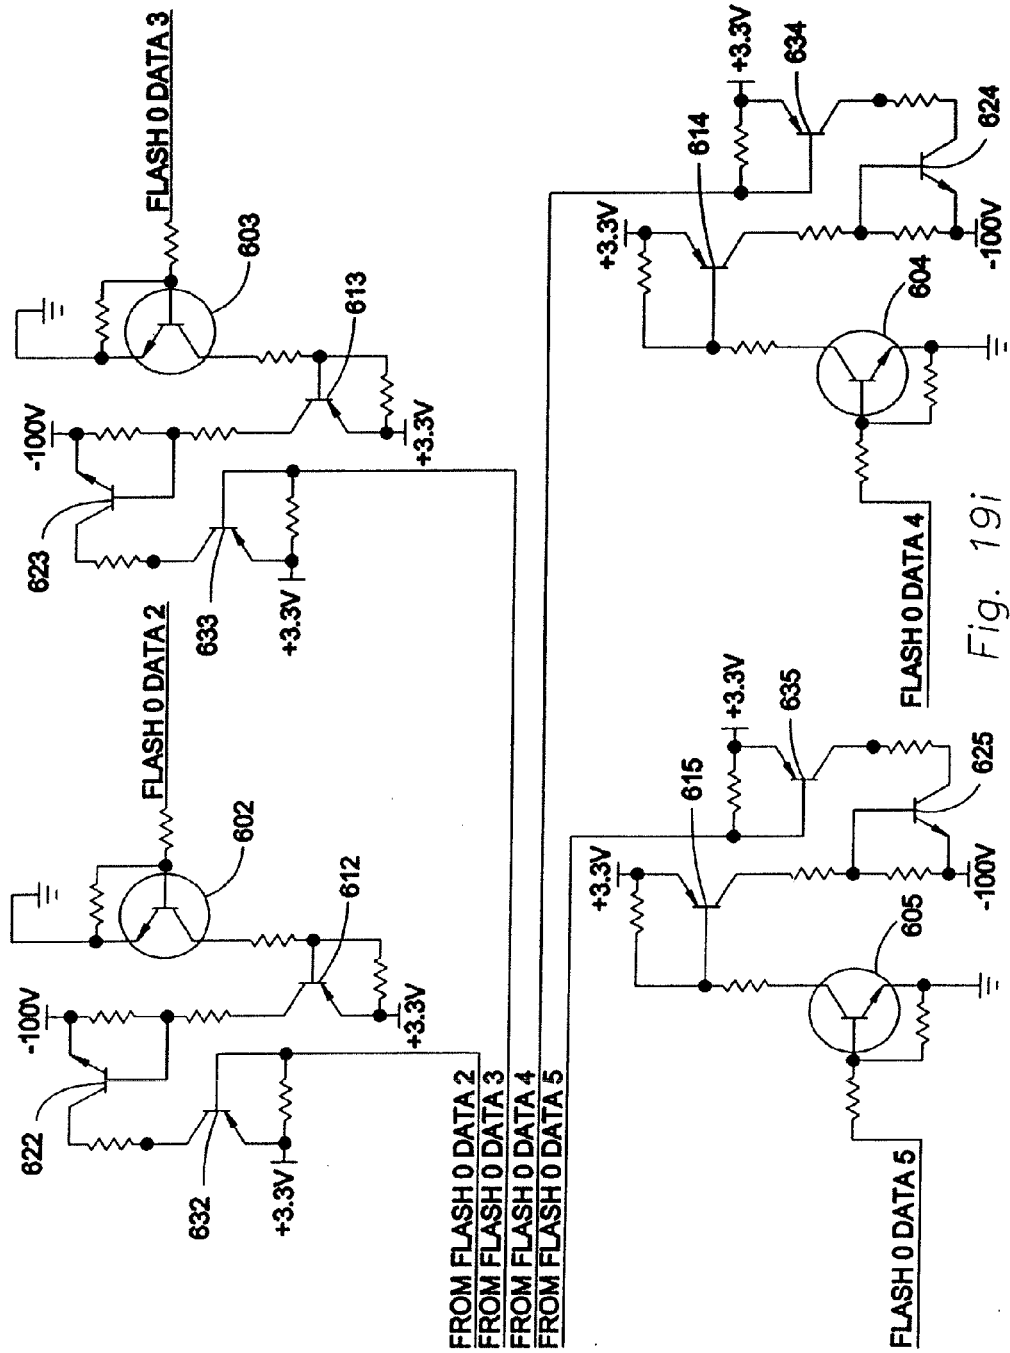 FLASH 0 DATA 2
FLASH 0 DATA 3
-100V
602
-100V
603
622
612
623
613
632
+3.3V
+3.3V
633
+3.3V
+3.3V
FROM FLASH 0 DATA 2
FROM FLASH 0 DATA 3
FROM FLASH 0 DATA 4
FROM FLASH 0 DATA 5
+3.3V
615
+3.3V
635
+3.3V
614
+3.3V
634
605
-100V
625
604
-100V
624
FLASH 0 DATA 5
FLASH 0 DATA 4
Fig. 19i